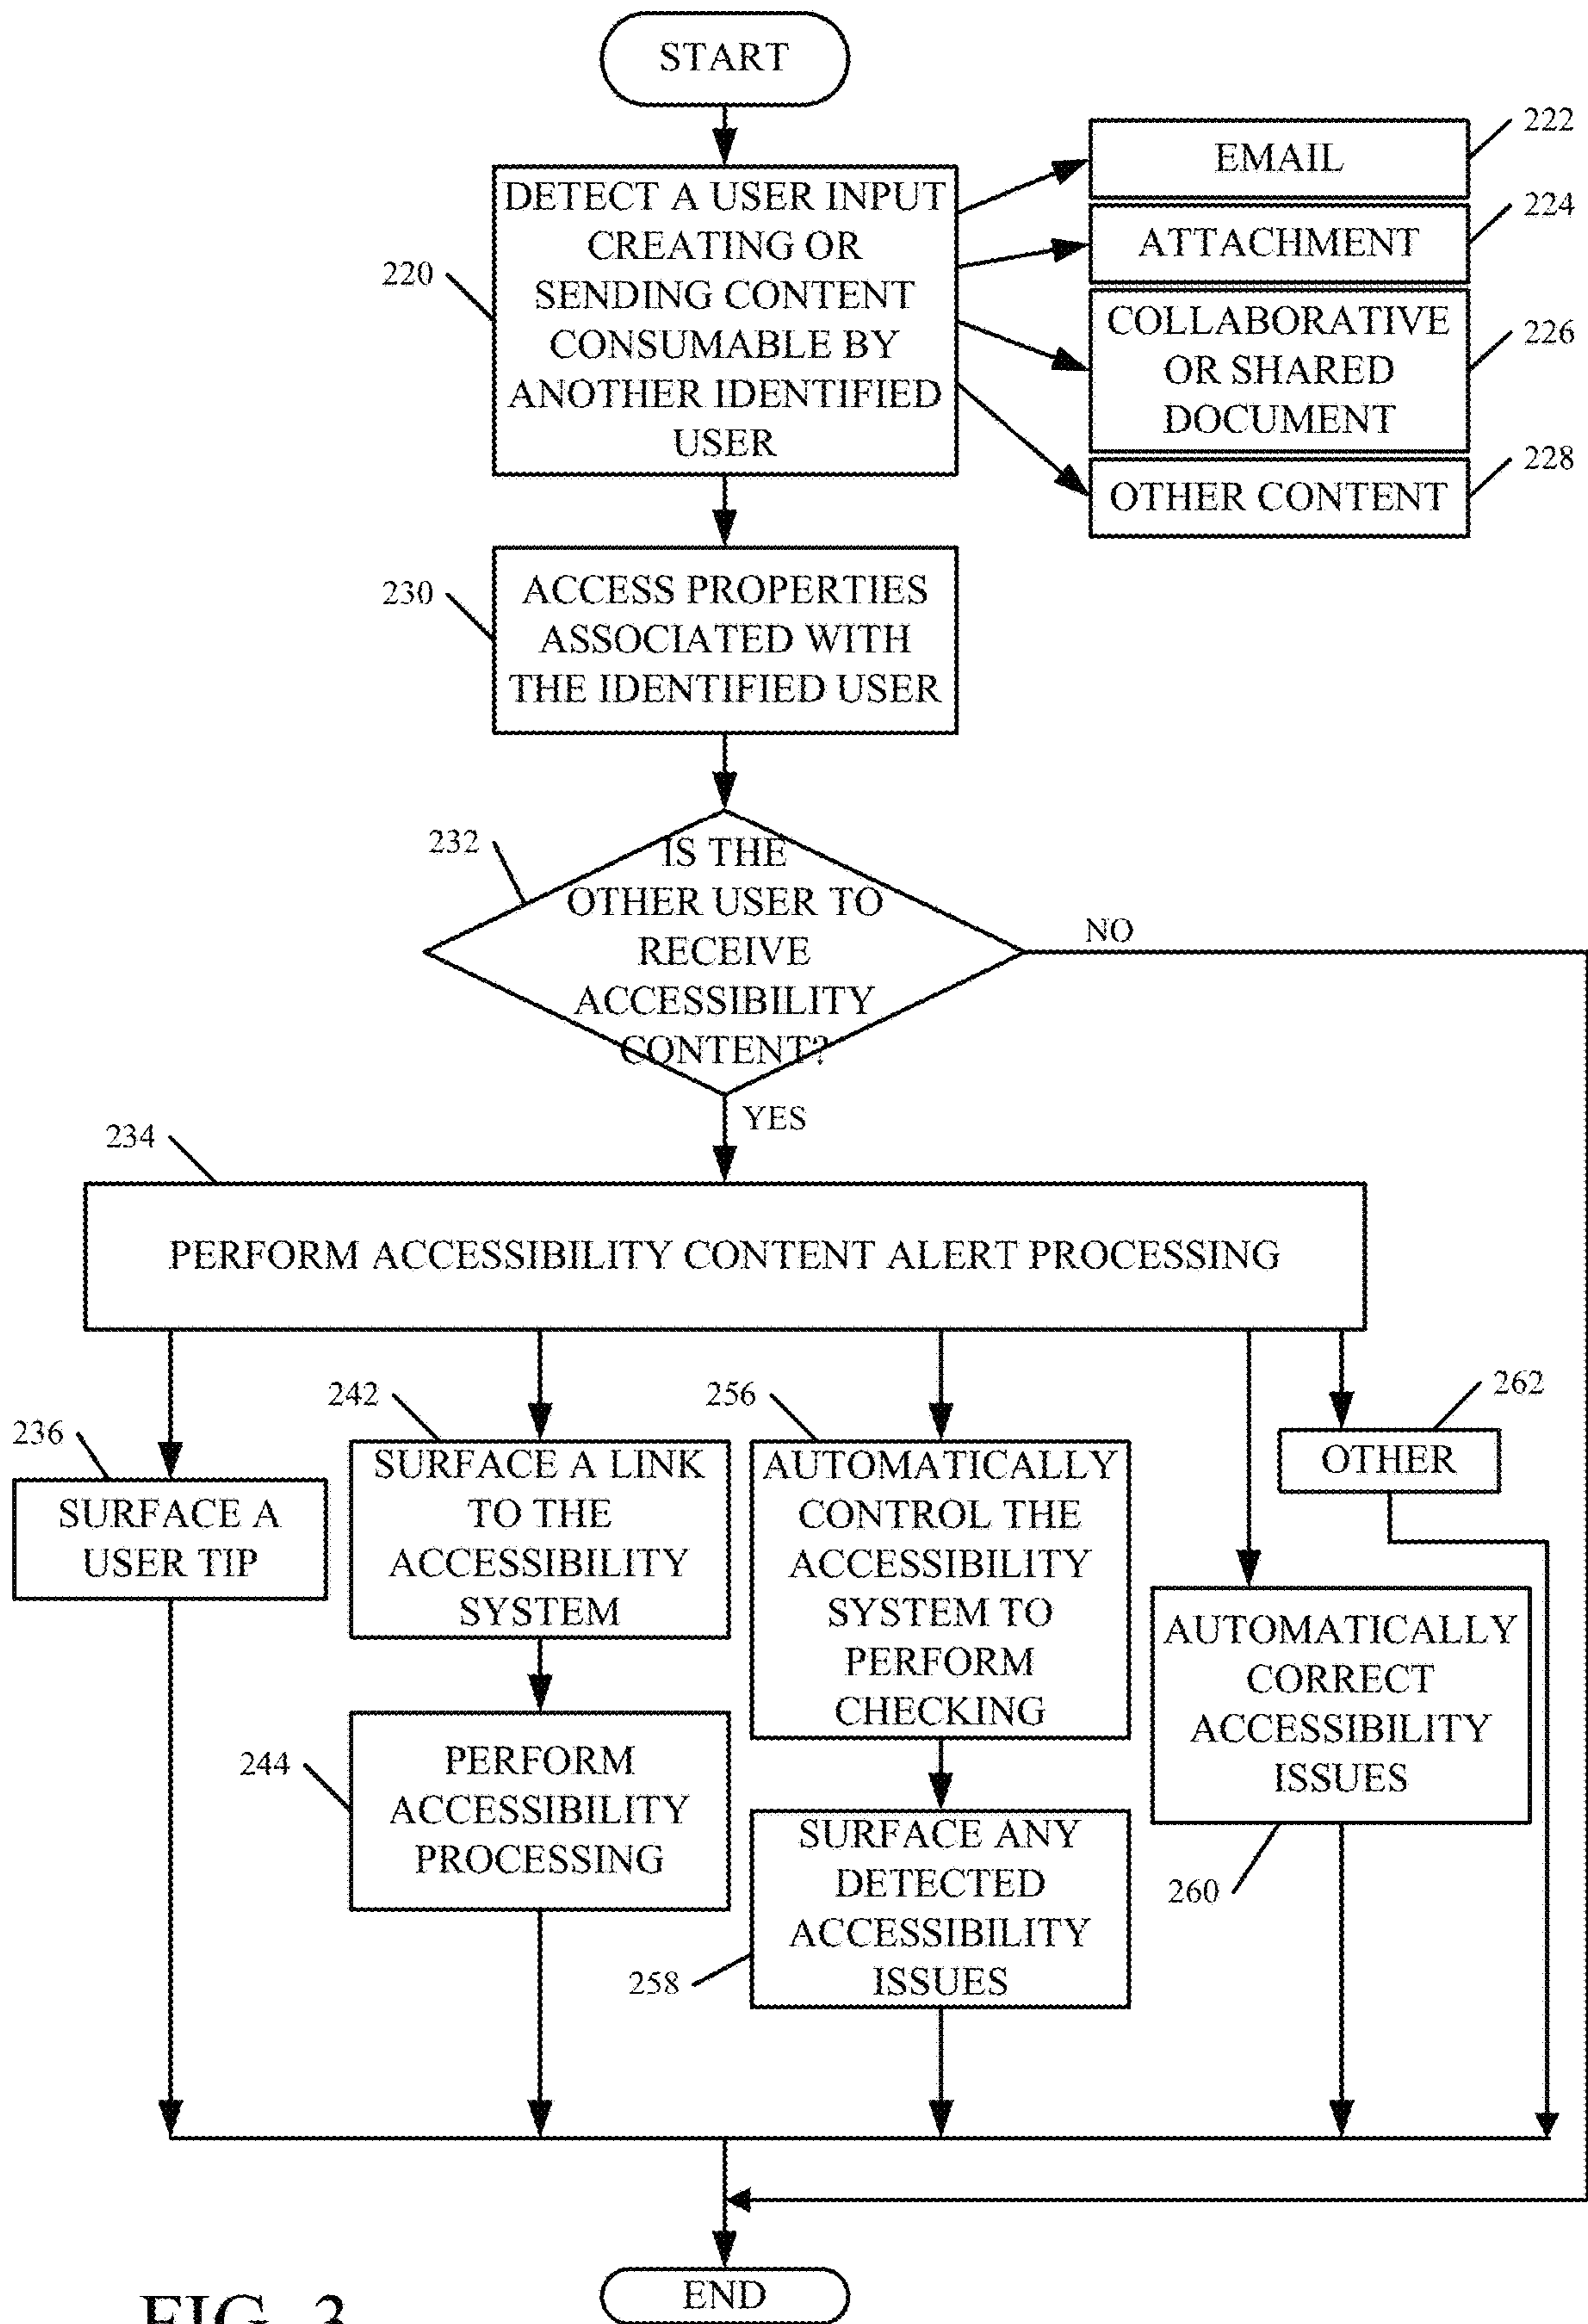 START
222
EMAIL
DETECT A USER INPUT
CREATING OR
SENDING CONTENT
CONSUMABLE BY
ANOTHER IDENTIFIED
USER
224
ATTACHMENT
220
COLLABORATIVE
OR SHARED
DOCUMENT
226
228
OTHER CONTENT
230
ACCESS PROPERTIES
ASSOCIATED WITH
THE IDENTIFIED USER
232
IS THE
OTHER USER TO
RECEIVE
ACCESSIBILITY
CONTENT?
NO
YES
234
PERFORM ACCESSIBILITY CONTENT ALERT PROCESSING
236
SURFACE A
USER TIP
242
SURFACE A LINK
TO THE
ACCESSIBILITY
SYSTEM
244
PERFORM
ACCESSIBILITY
PROCESSING
256
AUTOMATICALLY
CONTROL THE
ACCESSIBILITY
SYSTEM TO
PERFORM
CHECKING
258
SURFACE ANY
DETECTED
ACCESSIBILITY
ISSUES
262
OTHER
AUTOMATICALLY
CORRECT
ACCESSIBILITY
ISSUES
260
END
FIG. 3